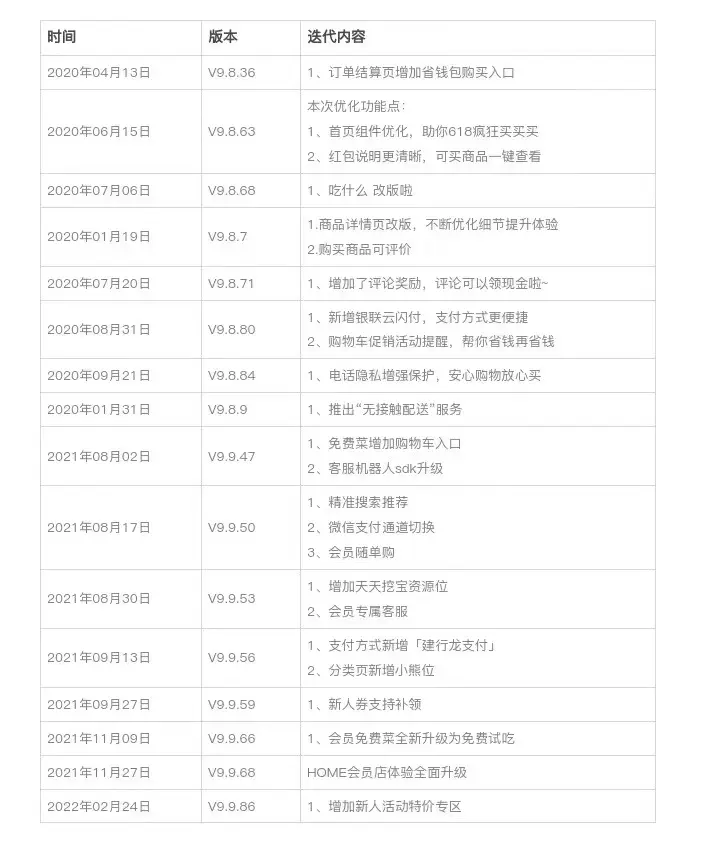 时间 版本 迭代内容
2020年04月13日 V9.8.36 1、订单结算页增加省钱包购买入口
本次优化功能点：
2020年06月15日 V9.8.63 1、首页组件优化，助你618疯狂买买买
2、红包说明更清晰，可买商品一键查看
2020年07月06日 V9.8.68 1、吃什么 改版啦
2020年01月19日 V9.8.7 1.商品详情页改版，不断优化细节提升体验
2.购买商品可评价
2020年07月20日 V9.8.71 1、增加了评论奖励，评论可以领现金啦~
2020年08月31日 V9.8.80 1、新增银联云闪付，支付方式更便捷
2、购物车促销活动提醒，帮你省钱再省钱
2020年09月21日 V9.8.84 1、电话隐私增强保护，安心购物放心买
2020年01月31日 V9.8.9 1、推出“无接触配送”服务
2021年08月02日 V9.9.47 1、免费菜增加购物车入口
2、客服机器人sdk升级
1、精准搜索推荐
2021年08月17日 V9.9.50 2、微信支付通道切换
3、会员随单购
2021年08月30日 V9.9.53 1、增加天天挖宝资源位
2、会员专属客服
2021年09月13日 V9.9.56 1、支付方式新增「建行龙支付」
2、分类页新增小熊位
2021年09月27日 V9.9.59 1、新人券支持补领
2021年11月09日 V9.9.66 1、会员免费菜全新升级为免费试吃
2021年11月27日 V9.9.68 HOME会员店体验全面升级
2022年02月24日 V9.9.86 1、增加新人活动特价专区